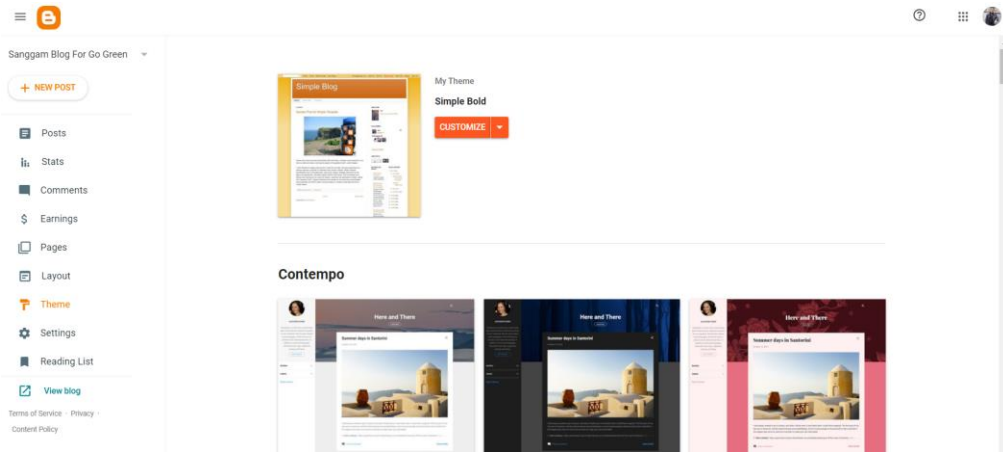 Sanggam Blog For Go Green
NEW POST
Posts
Stats
Comments
Earnings
Pages
Layout
Theme
Settings
Reading List
View blog
Terms of Service · Privacy ·
Content Policy
Simple Blog
My Theme
Simple Bold
CUSTOMIZE
Contempo
Here and There
Summer days in Santorini
Here and There
Summer days in Santorini
Here and There
Summer days in Santorini